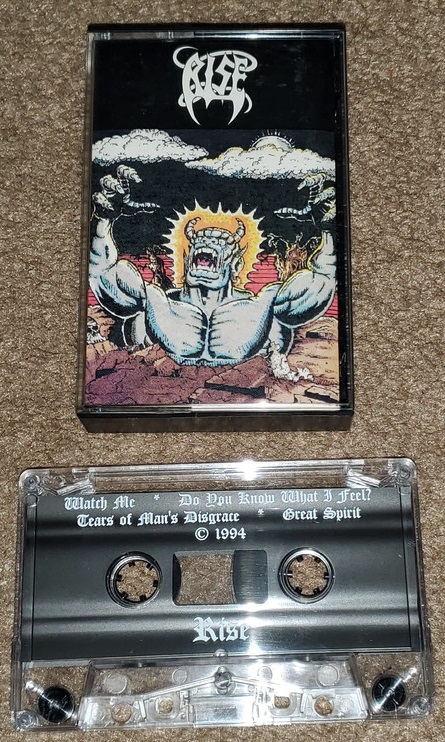 RISE
Watch Me * Do You Know What I Feel?
Tears of Man's Disgrace * Great Spirit
© 1994
Rise